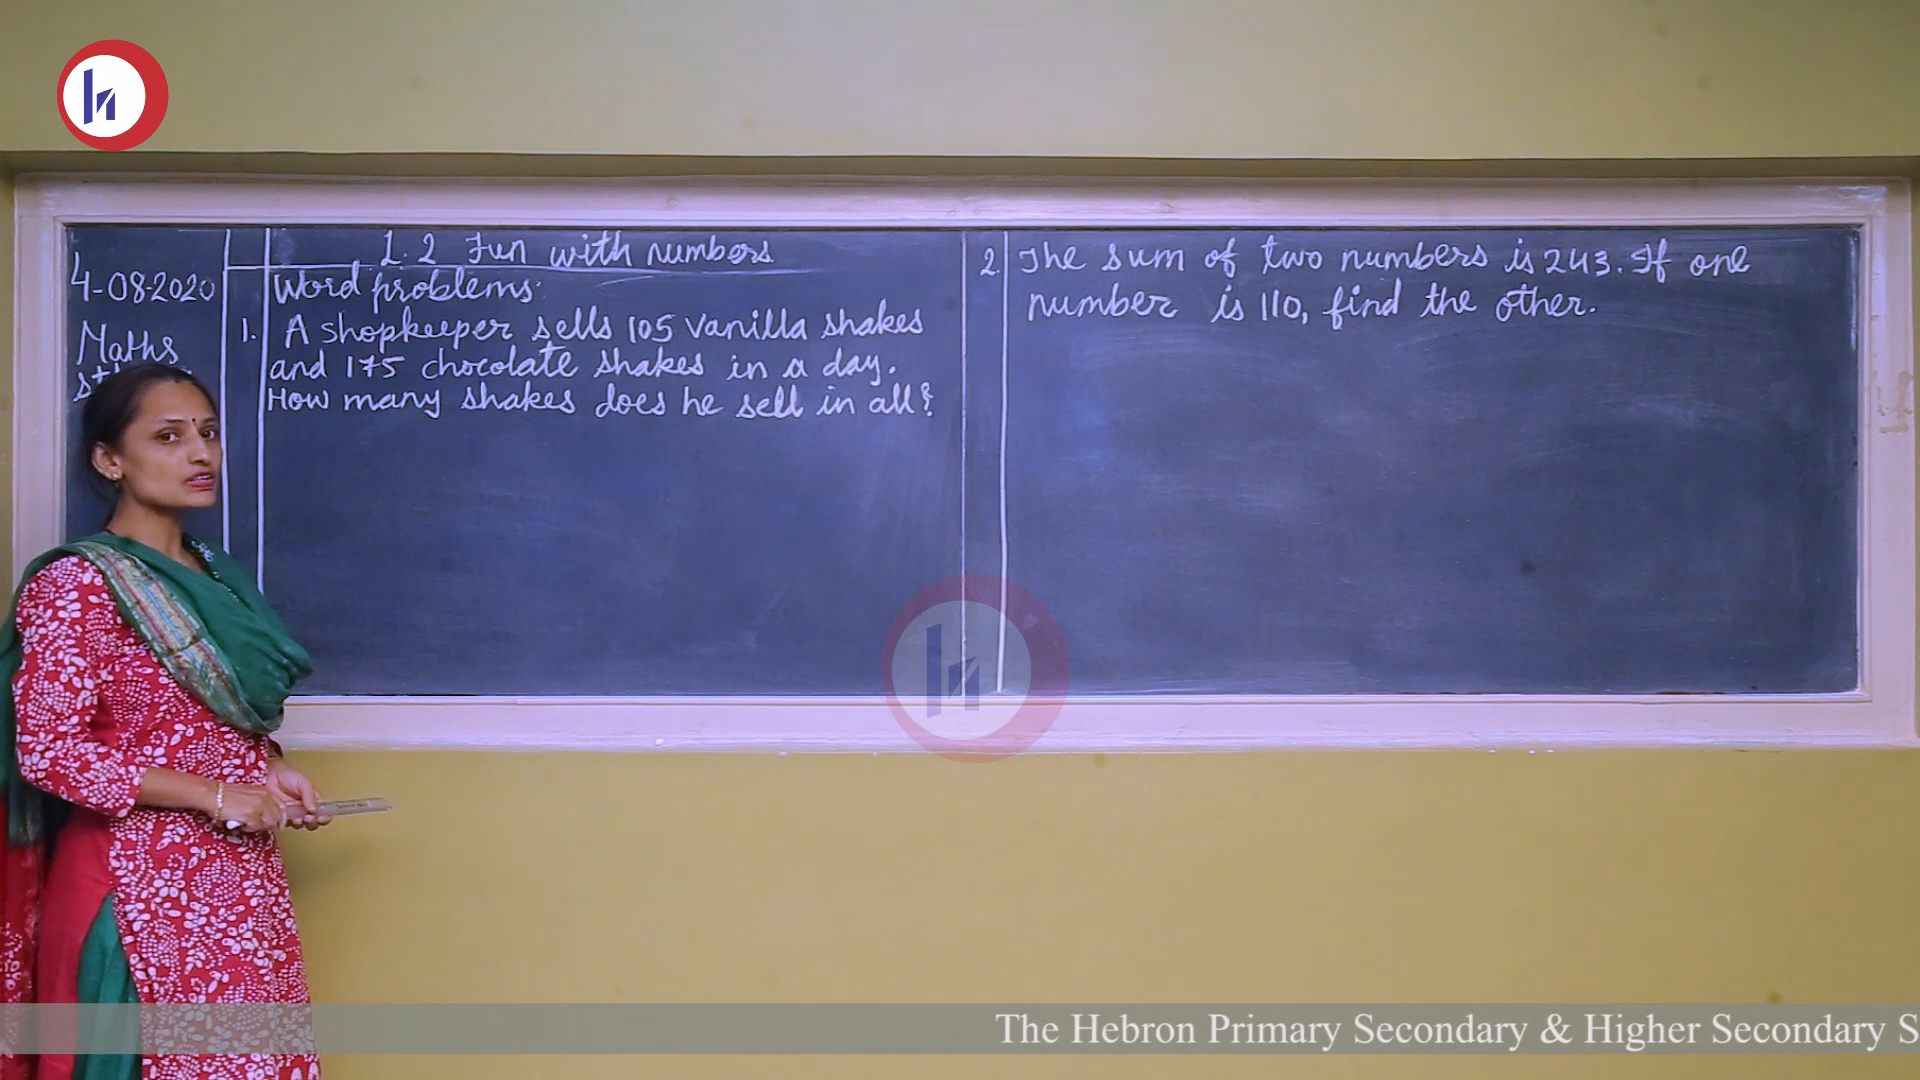 1.2 Fun with numbers
4-08-2020
Maths
Word problems:
1. A shopkeeper sells 105 Vanilla shakes
and 175 chocolate shakes in a day.
How many shakes does he sell in all?
2. The sum of two numbers is 243. If one
number is 110, find the other.
The Hebron Primary Secondary & Higher Secondary S